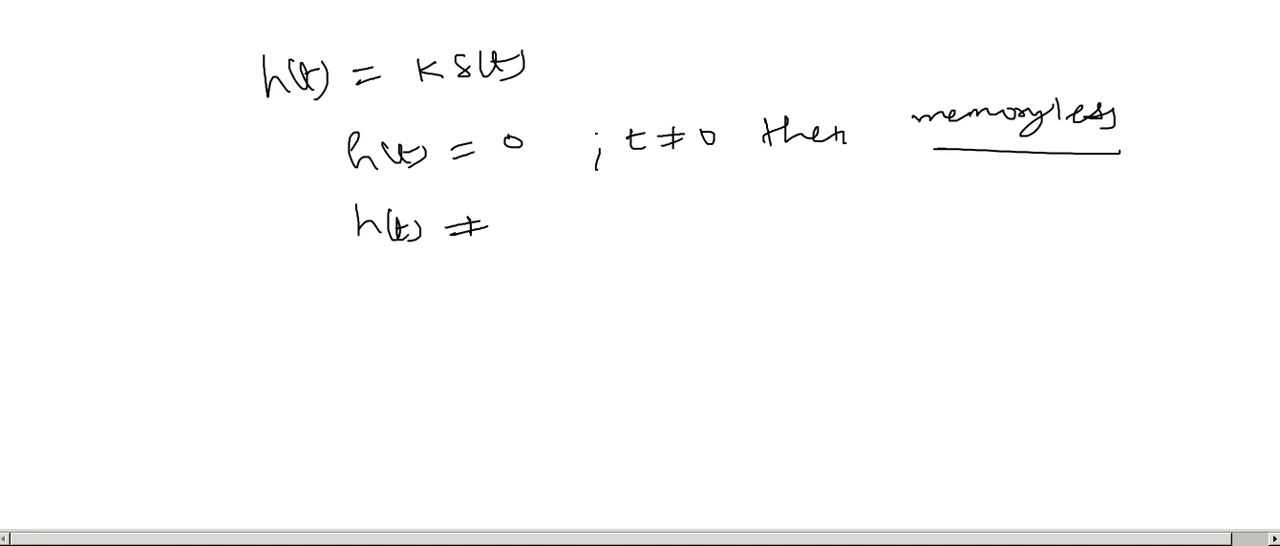 h(t) = K δ(t)
h(t) = 0 ; t ≠ 0 then memoryless
h(t) ≠